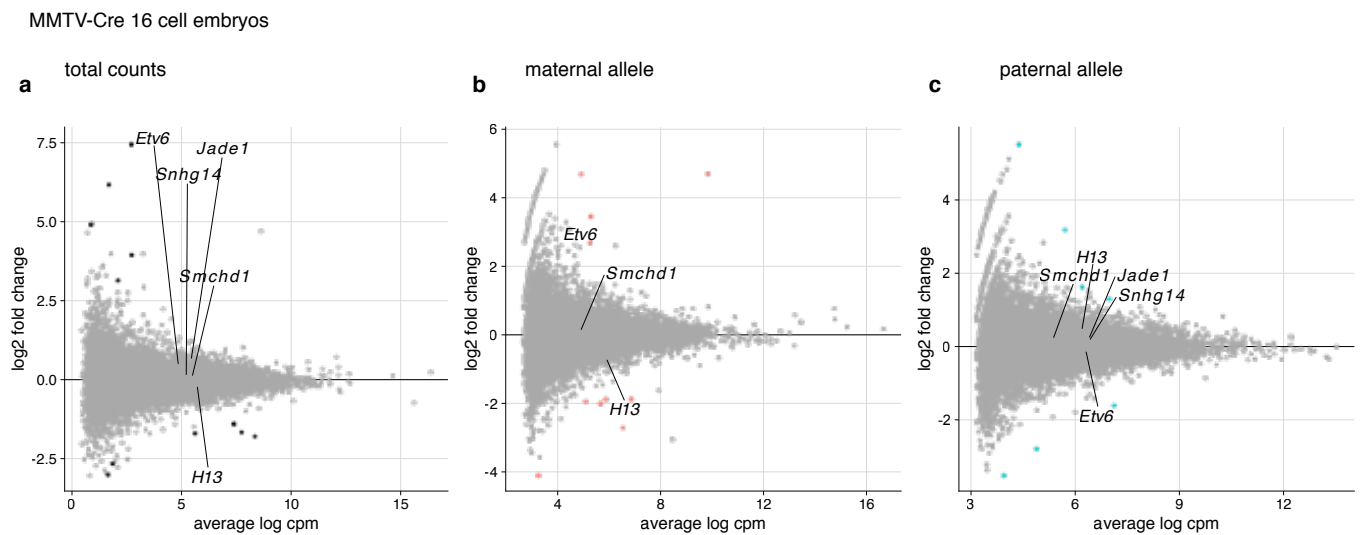 MMTV-Cre 16 cell embryos
a
total counts
7.5
5.0
2.5
0.0
-2.5
log2 fold change
Etv6
Jade1
Snhg14
Smchd1
H13
0
5
10
15
average log cpm
b
maternal allele
6
4
2
0
-2
-4
log2 fold change
Etv6
Smchd1
H13
4
8
12
16
average log cpm
c
paternal allele
4
2
0
-2
log2 fold change
H13
Smchd1
Jade1
Snhg14
Etv6
3
6
9
12
average log cpm